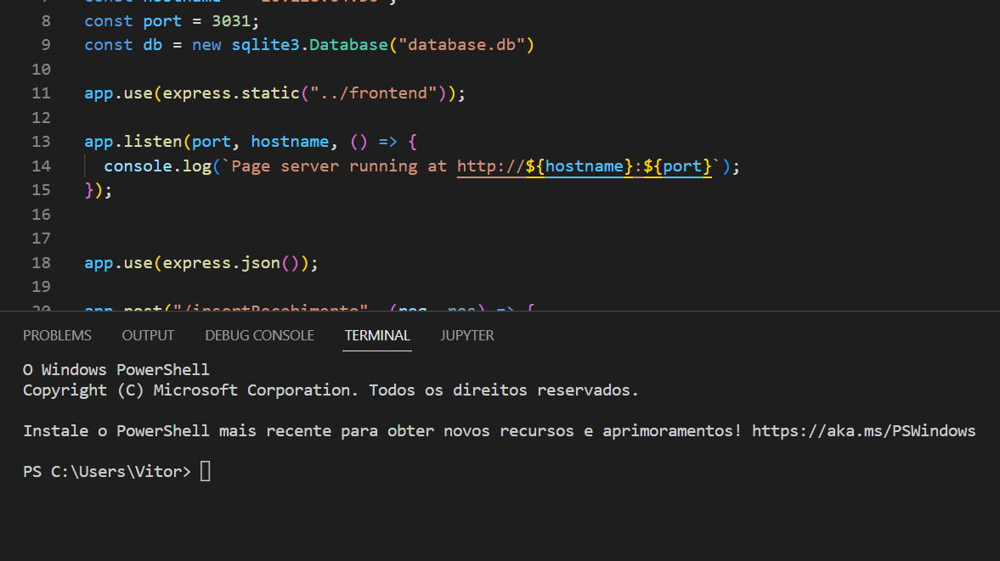 8 const port = 3031;
9 const db = new sqlite3.Database("database.db")
10
11 app.use(express.static("../frontend"));
12
13 app.listen(port, hostname, () => {
14 console.log(`Page server running at http://${hostname}:${port}`);
15 });
16
17
18 app.use(express.json());
19
20 app.post( (req, res) => {
PROBLEMS OUTPUT DEBUG CONSOLE TERMINAL JUPYTER
O Windows PowerShell
Copyright (C) Microsoft Corporation. Todos os direitos reservados.
Instale o PowerShell mais recente para obter novos recursos e aprimoramentos! https://aka.ms/PSWindows
PS C:\Users\Vitor>